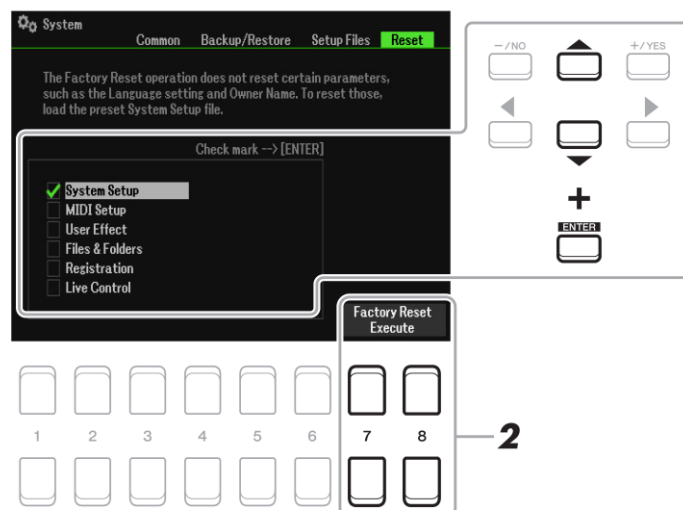 System
Common Backup/Restore Setup Files Reset
The Factory Reset operation does not reset certain parameters,
such as the Language setting and Owner Name. To reset those,
load the preset System Setup file.
Check mark --> [ENTER]
System Setup
MIDI Setup
User Effect
Files & Folders
Registration
Live Control
Factory Reset
Execute
–/NO
+/YES
+
ENTER
1 2 3 4 5 6 7 8
2